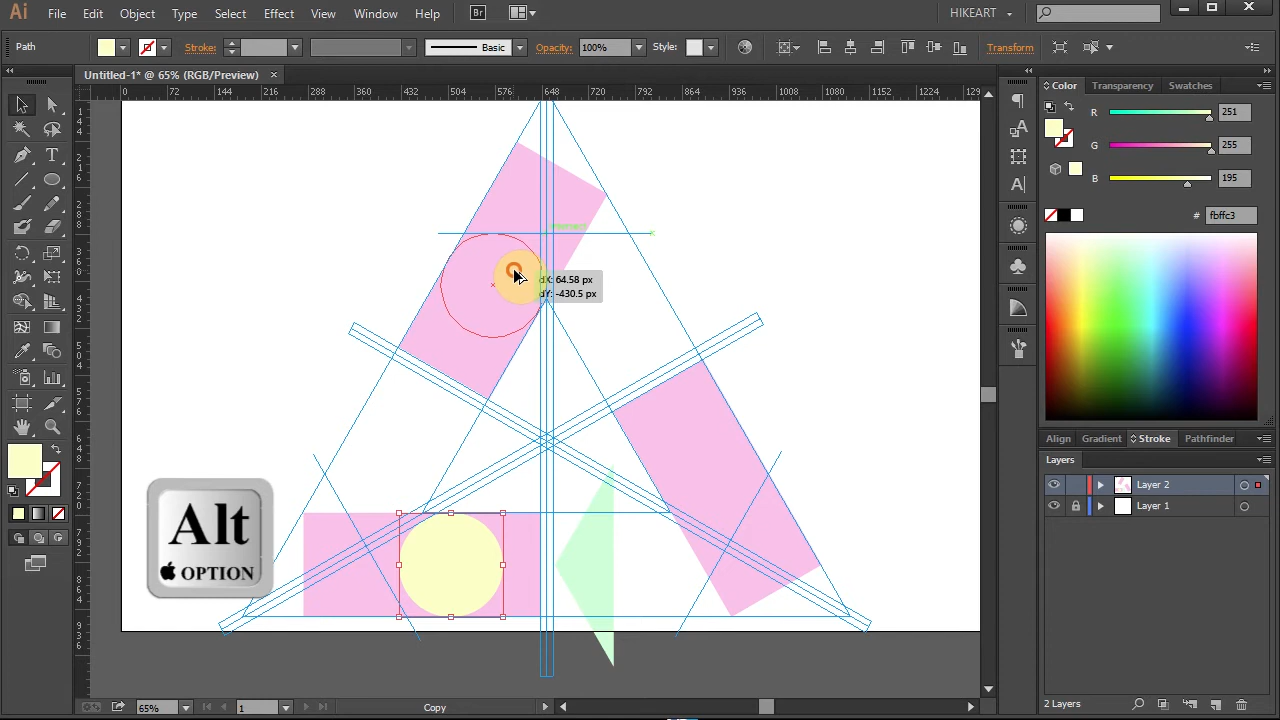 Ai File Edit Object Type Select Effect View Window Help Br HIKEART
Path Stroke: Basic Opacity: 100% Style: Transform
Untitled-1* @ 65% (RGB/Preview) ×
0 72 144 216 288 360 432 504 576 648 720 792 864 936 1008 1080 1152 1224
Color Transparency Swatches
R 251
G 255
B 195
# fbffc3
dX: 64.58 px
dY: -430.5 px
Align Gradient Stroke Pathfinder
Layers
Layer 2
Layer 1
Alt
OPTION
65% 1 Copy
2 Layers